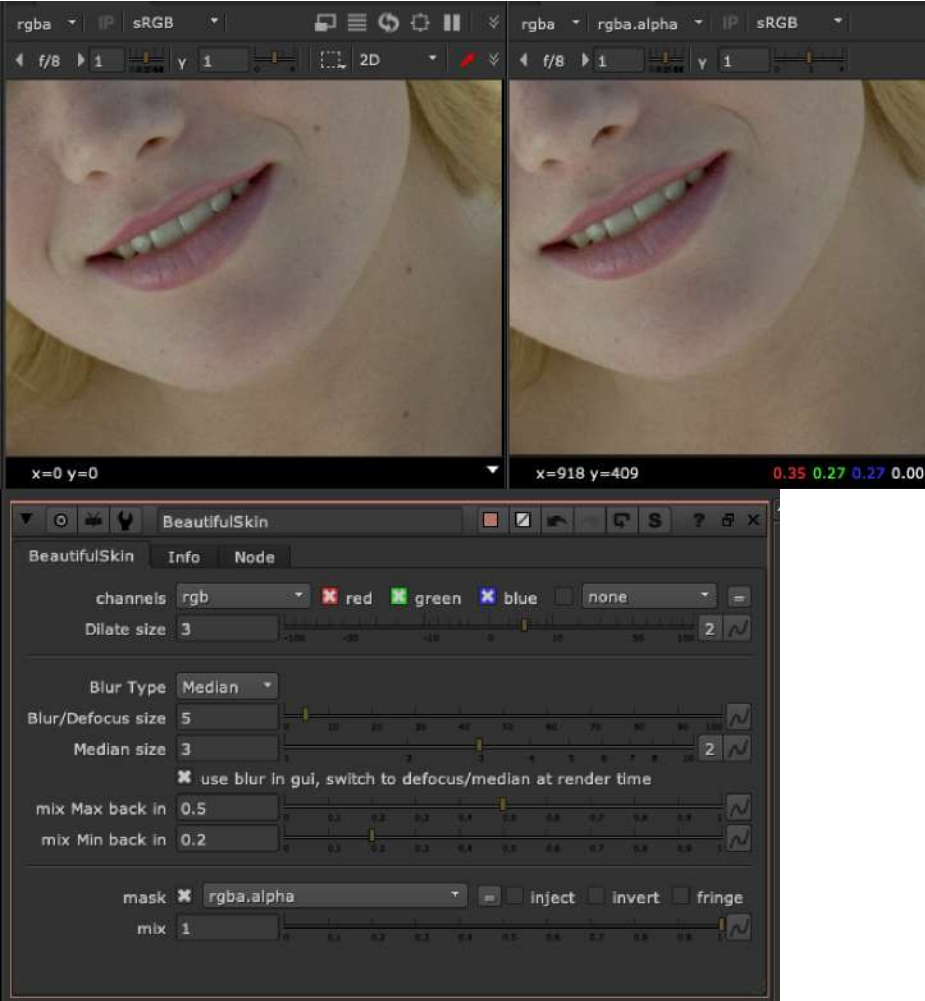 rgba IP sRGB
rgba rgba.alpha IP sRGB
f/8 1 Y 1 2D
f/8 1 Y 1
x=0 y=0
x=918 y=409 0.35 0.27 0.27 0.00
BeautifulSkin S ?
BeautifulSkin Info Node
channels rgb red green blue none =
Dilate size 3 2
Blur Type Median
Blur/Defocus size 5
Median size 3 2
use blur in gui, switch to defocus/median at render time
mix Max back in 0.5
mix Min back in 0.2
mask rgba.alpha = inject invert fringe
mix 1